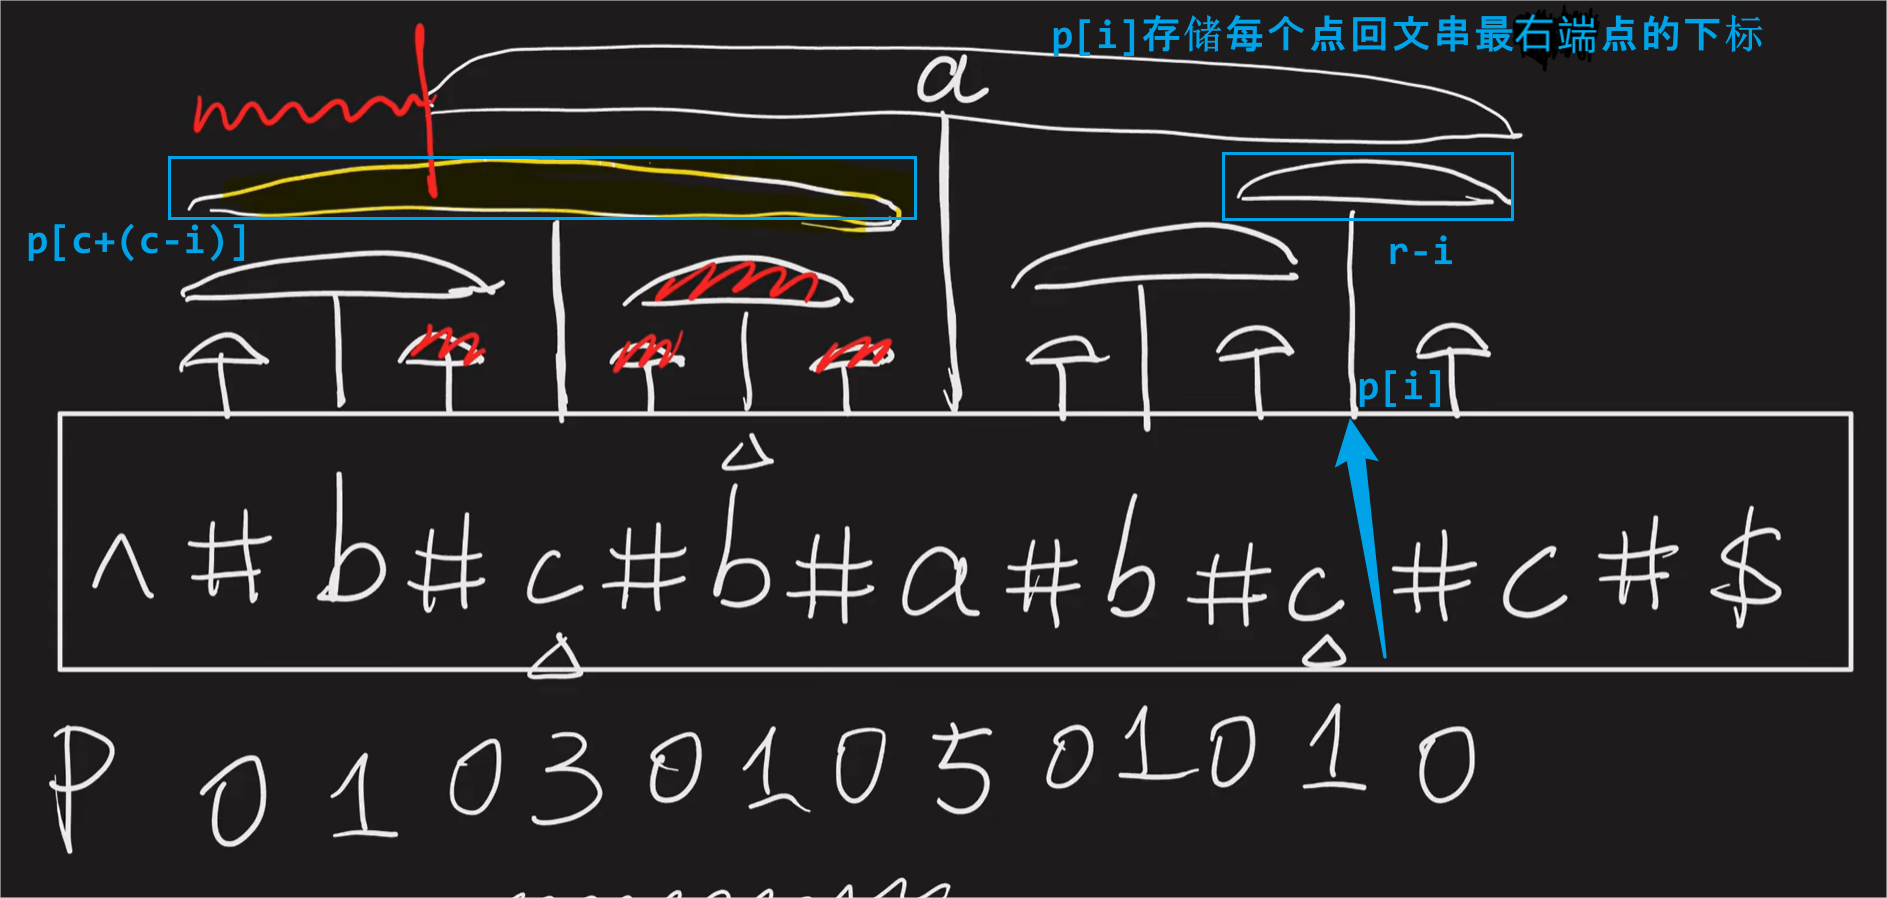 p[i]存储每个点回文串最右端点的下标
a
p[c+(c-i)]
r-i
p[i]
^ # b # c # b # a # b # c # c # $
P 0 1 0 3 0 1 0 5 0 1 0 1 0